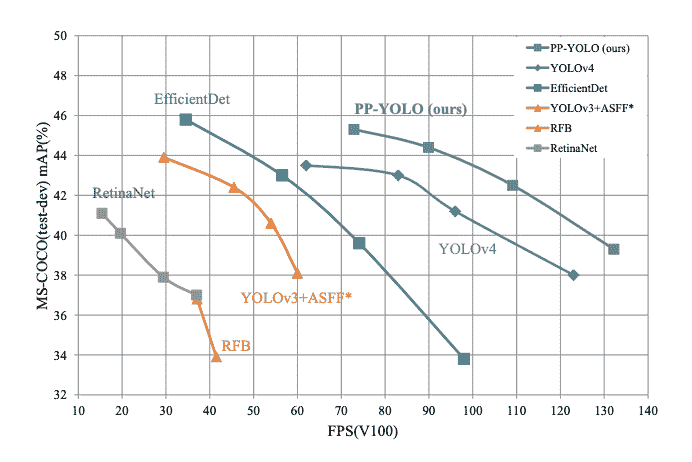 50
48
46
44
42
40
38
36
34
32
MS-COCO(test-dev) mAP(%)
10 20 30 40 50 60 70 80 90 100 110 120 130 140
FPS(V100)
EfficientDet
PP-YOLO (ours)
RetinaNet
YOLOv4
YOLOv3+ASFF*
RFB
PP-YOLO (ours)
YOLOv4
EfficientDet
YOLOv3+ASFF*
RFB
RetinaNet